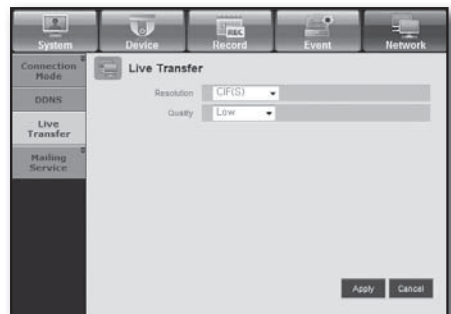 System Device Record Event Network
REC
Connection
Mode
DDNS
Live
Transfer
Mailing
Service
Live Transfer
Resolution CIF(S)
Quality Low
Apply Cancel